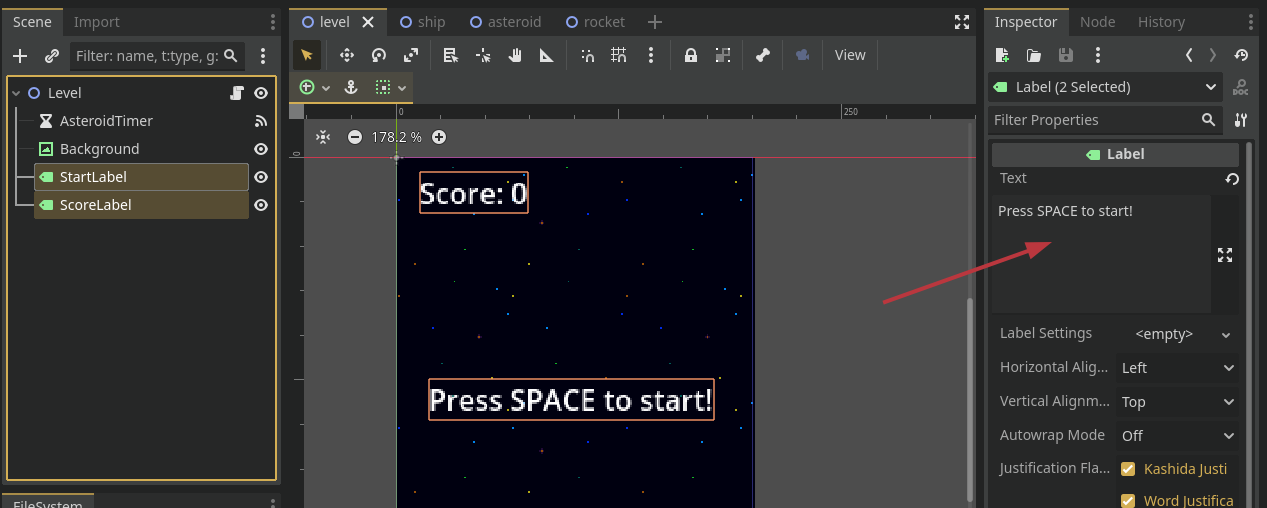 Scene
Import
Filter: name, t:type, g:
Level
AsteroidTimer
Background
StartLabel
ScoreLabel
FileSystem
level
ship
asteroid
rocket
View
0
250
178.2 %
0
Score: 0
Press SPACE to start!
Inspector
Node
History
Label (2 Selected)
DOC
Filter Properties
Label
Text
Press SPACE to start!
Label Settings <empty>
Horizontal Alig... Left
Vertical Alignm... Top
Autowrap Mode Off
Justification Fla... Kashida Justi
Word Justifica